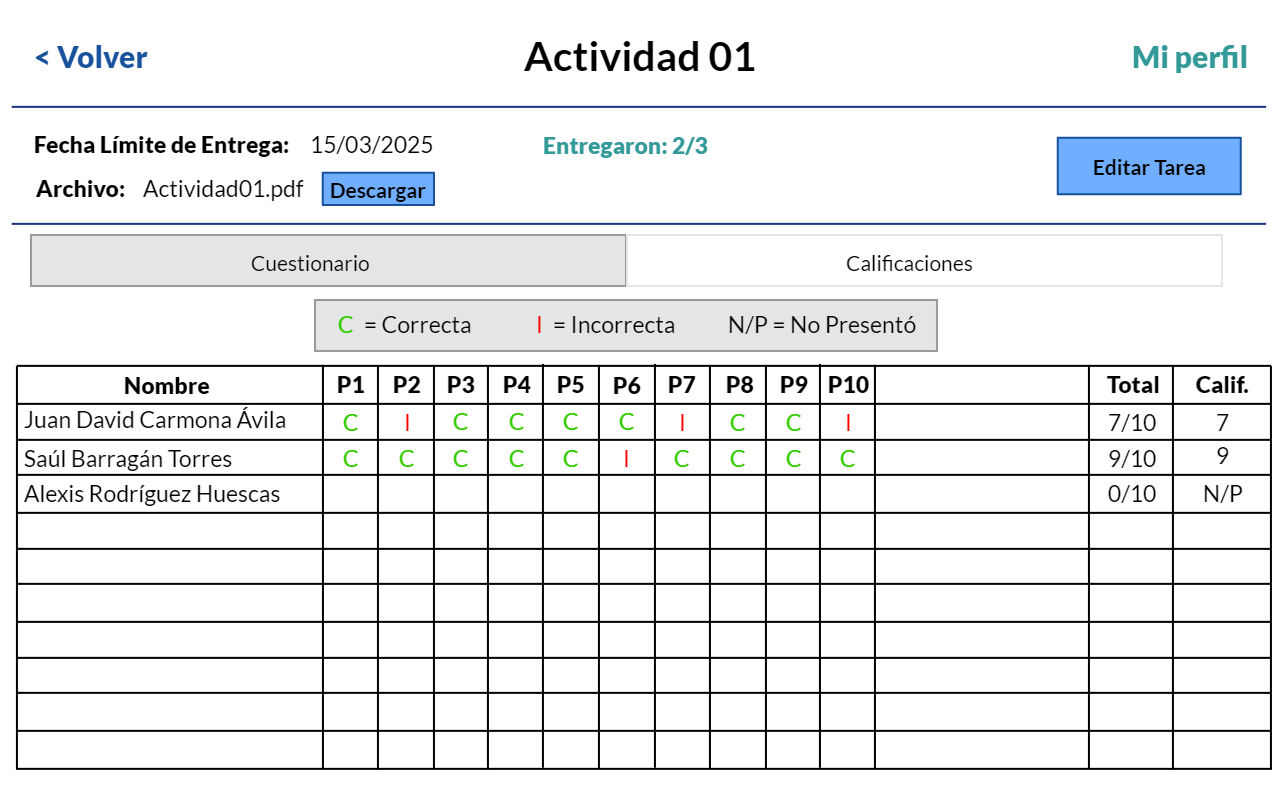 < Volver Actividad 01 Mi perfil
Fecha Límite de Entrega: 15/03/2025 Entregaron: 2/3
Editar Tarea
Archivo: Actividad01.pdf Descargar
Cuestionario Calificaciones
C = Correcta I = Incorrecta N/P = No Presentó
Nombre P1 P2 P3 P4 P5 P6 P7 P8 P9 P10 Total Calif.
Juan David Carmona Ávila C I C C C C I C C I 7/10 7
Saúl Barragán Torres C C C C C I C C C C 9/10 9
Alexis Rodríguez Huescas 0/10 N/P